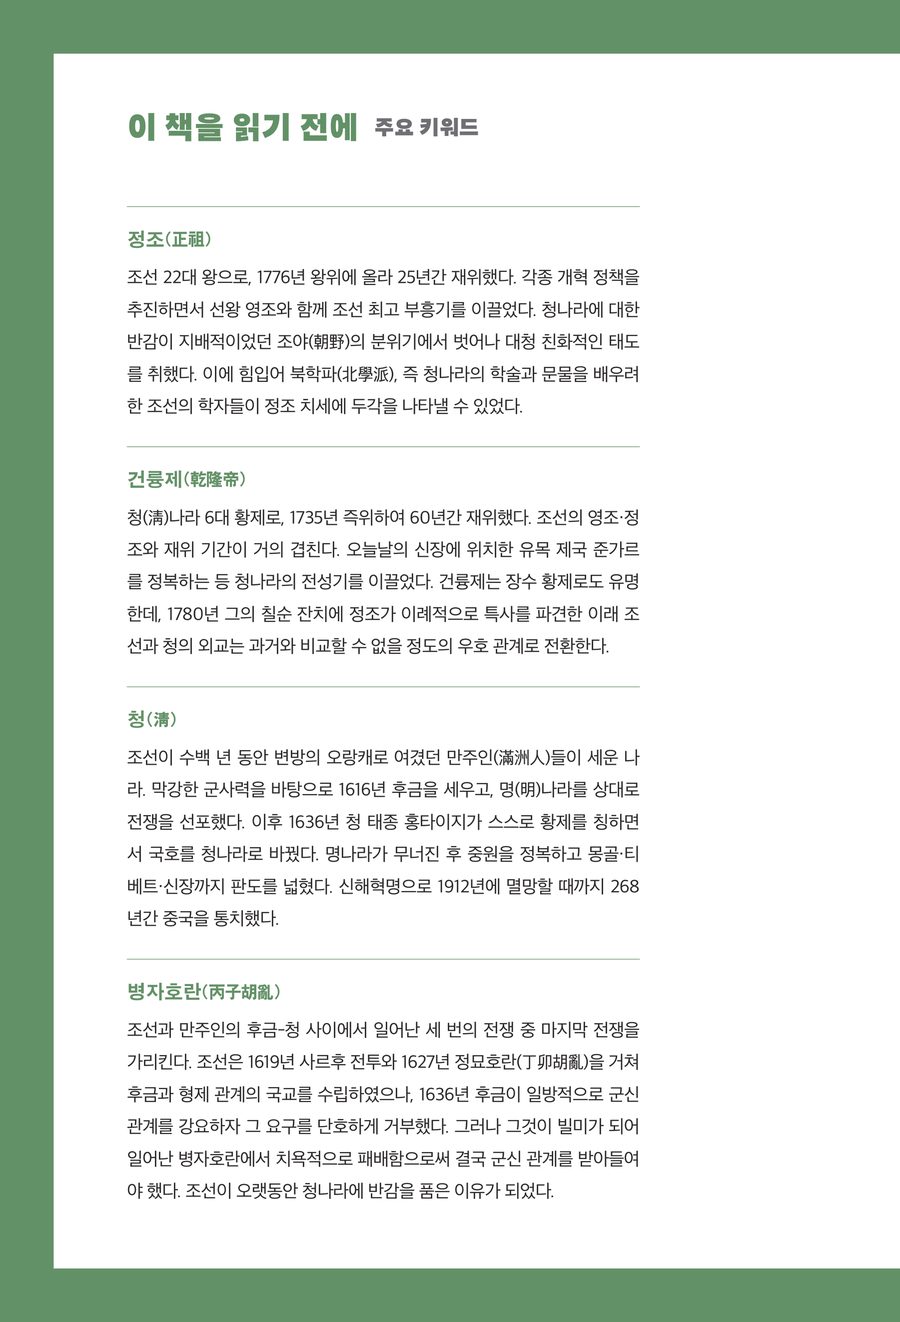 이 책을 읽기 전에 주요 키워드
정조(正祖)
조선 22대 왕으로, 1776년 왕위에 올라 25년간 재위했다. 각종 개혁 정책을
추진하면서 선왕 영조와 함께 조선 최고 부흥기를 이끌었다. 청나라에 대한
반감이 지배적이었던 조야(朝野)의 분위기에서 벗어나 대청 친화적인 태도
를 취했다. 이에 힘입어 북학파(北學派), 즉 청나라의 학술과 문물을 배우려
한 조선의 학자들이 정조 치세에 두각을 나타낼 수 있었다.
건륭제(乾隆帝)
청(淸)나라 6대 황제로, 1735년 즉위하여 60년간 재위했다. 조선의 영조·정
조와 재위 기간이 거의 겹친다. 오늘날의 신장에 위치한 유목 제국 준가르
를 정복하는 등 청나라의 전성기를 이끌었다. 건륭제는 장수 황제로도 유명
한데, 1780년 그의 칠순 잔치에 정조가 이례적으로 특사를 파견한 이래 조
선과 청의 외교는 과거와 비교할 수 없을 정도의 우호 관계로 전환한다.
청(淸)
조선이 수백 년 동안 변방의 오랑캐로 여겼던 만주인(滿洲人)들이 세운 나
라. 막강한 군사력을 바탕으로 1616년 후금을 세우고, 명(明)나라를 상대로
전쟁을 선포했다. 이후 1636년 청 태종 홍타이지가 스스로 황제를 칭하면
서 국호를 청나라로 바꿨다. 명나라가 무너진 후 중원을 정복하고 몽골·티
베트·신장까지 판도를 넓혔다. 신해혁명으로 1912년에 멸망할 때까지 268
년간 중국을 통치했다.
병자호란(丙子胡亂)
조선과 만주인의 후금-청 사이에서 일어난 세 번의 전쟁 중 마지막 전쟁을
가리킨다. 조선은 1619년 사르후 전투와 1627년 정묘호란(丁卯胡亂)을 거쳐
후금과 형제 관계의 국교를 수립하였으나, 1636년 후금이 일방적으로 군신
관계를 강요하자 그 요구를 단호하게 거부했다. 그러나 그것이 빌미가 되어
일어난 병자호란에서 치욕적으로 패배함으로써 결국 군신 관계를 받아들여
야 했다. 조선이 오랫동안 청나라에 반감을 품은 이유가 되었다.